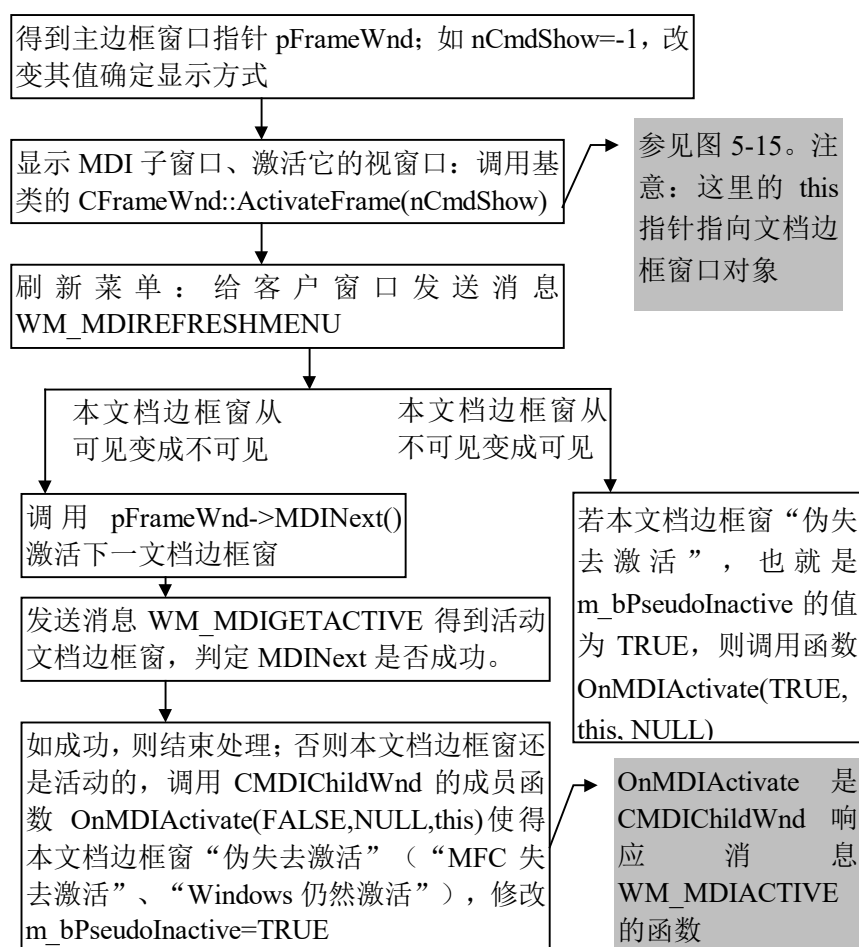 得到主边框窗口指针 pFrameWnd；如 nCmdShow=-1，改
变其值确定显示方式
显示 MDI 子窗口、激活它的视窗口：调用基
类的 CFrameWnd::ActivateFrame(nCmdShow)
参见图 5-15。注
意：这里的 this
指针指向文档边
框窗口对象
刷新菜单：给客户窗口发送消息
WM_MDIREFRESHMENU
本文档边框窗从
可见变成不可见
本文档边框窗从
不可见变成可见
调用 pFrameWnd->MDINext()
激活下一文档边框窗
发送消息 WM_MDIGETACTIVE 得到活动
文档边框窗，判定 MDINext 是否成功。
若本文档边框窗“伪失
去激活”，也就是
m_bPseudoInactive 的值
为 TRUE，则调用函数
OnMDIActivate(TRUE,
this, NULL)
如成功，则结束处理；否则本文档边框窗还
是活动的，调用 CMDIChildWnd 的成员函
数 OnMDIActivate(FALSE,NULL,this)使得
本文档边框窗“伪失去激活”（“MFC 失
去激活”、“Windows 仍然激活”），修改
m_bPseudoInactive=TRUE
OnMDIActivate 是
CMDIChildWnd 响
应消息
WM_MDIACTIVE
的函数